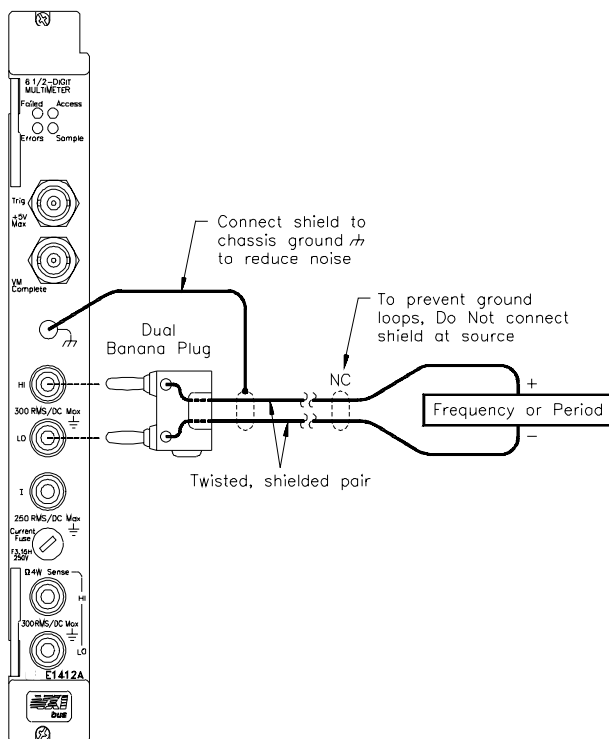 6 1/2-DIGIT
MULTIMETER
Failed Access
Errors Sample
Trig
+5V
Max
VM
Complete
Connect shield to
chassis ground
to reduce noise
To prevent ground
loops, Do Not connect
shield at source
Dual
Banana Plug
NC
HI
300 RMS/DC Max
LO
+
Frequency or Period
–
Twisted, shielded pair
I
250 RMS/DC Max
Current
Fuse
F3.15H
250V
Ω4W Sense
HI
300RMS/DC Max
LO
E1412A
VXI
bus